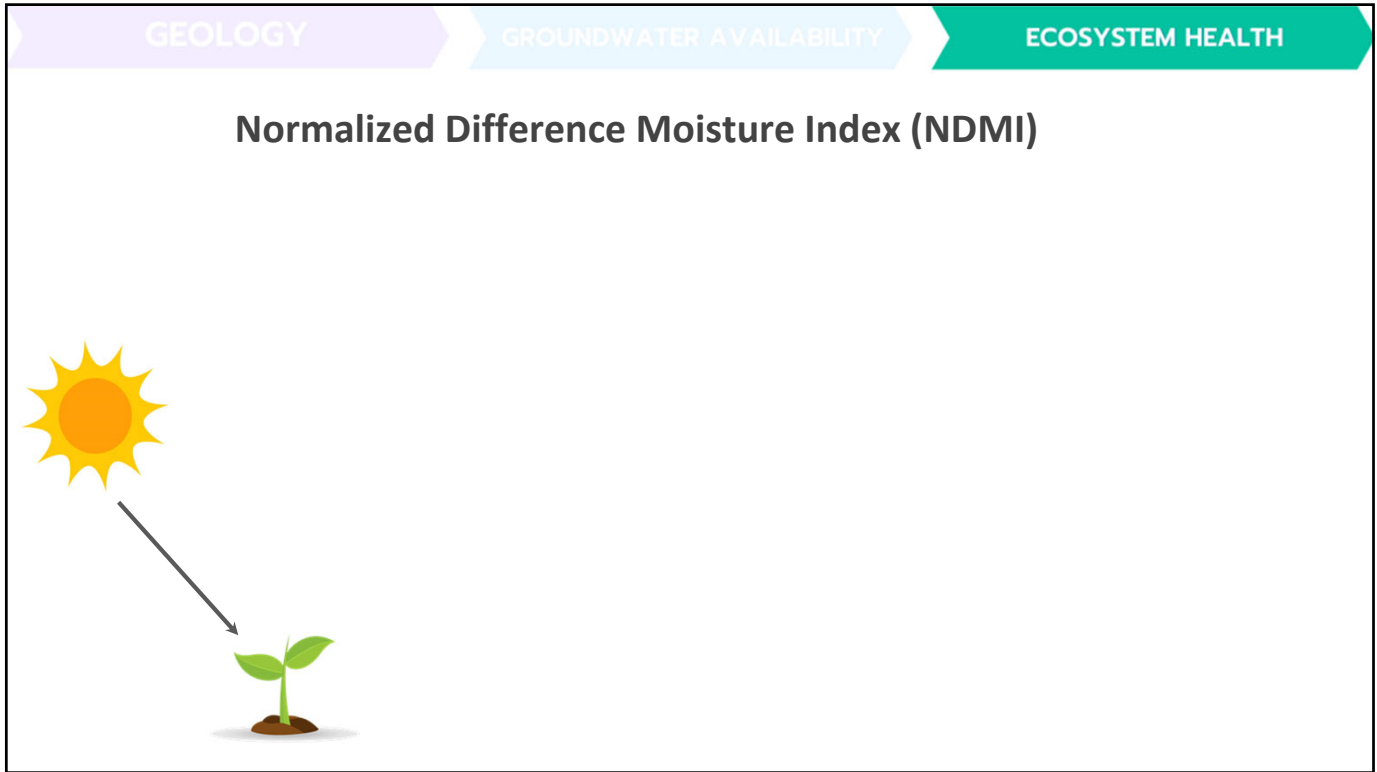 GEOLOGY
GROUNDWATER AVAILABILITY
ECOSYSTEM HEALTH
Normalized Difference Moisture Index (NDMI)